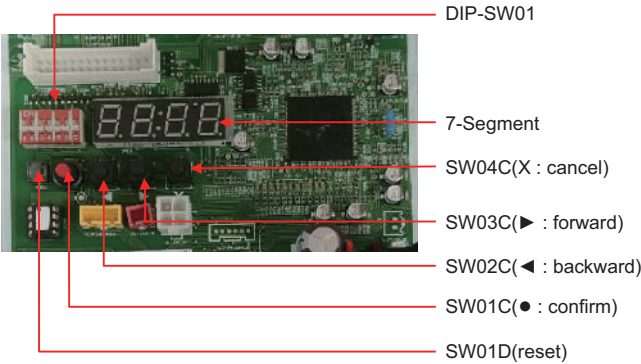 DIP-SW01
7-Segment
SW04C(X : cancel)
SW03C(► : forward)
SW02C(◄ : backward)
SW01C(● : confirm)
SW01D(reset)